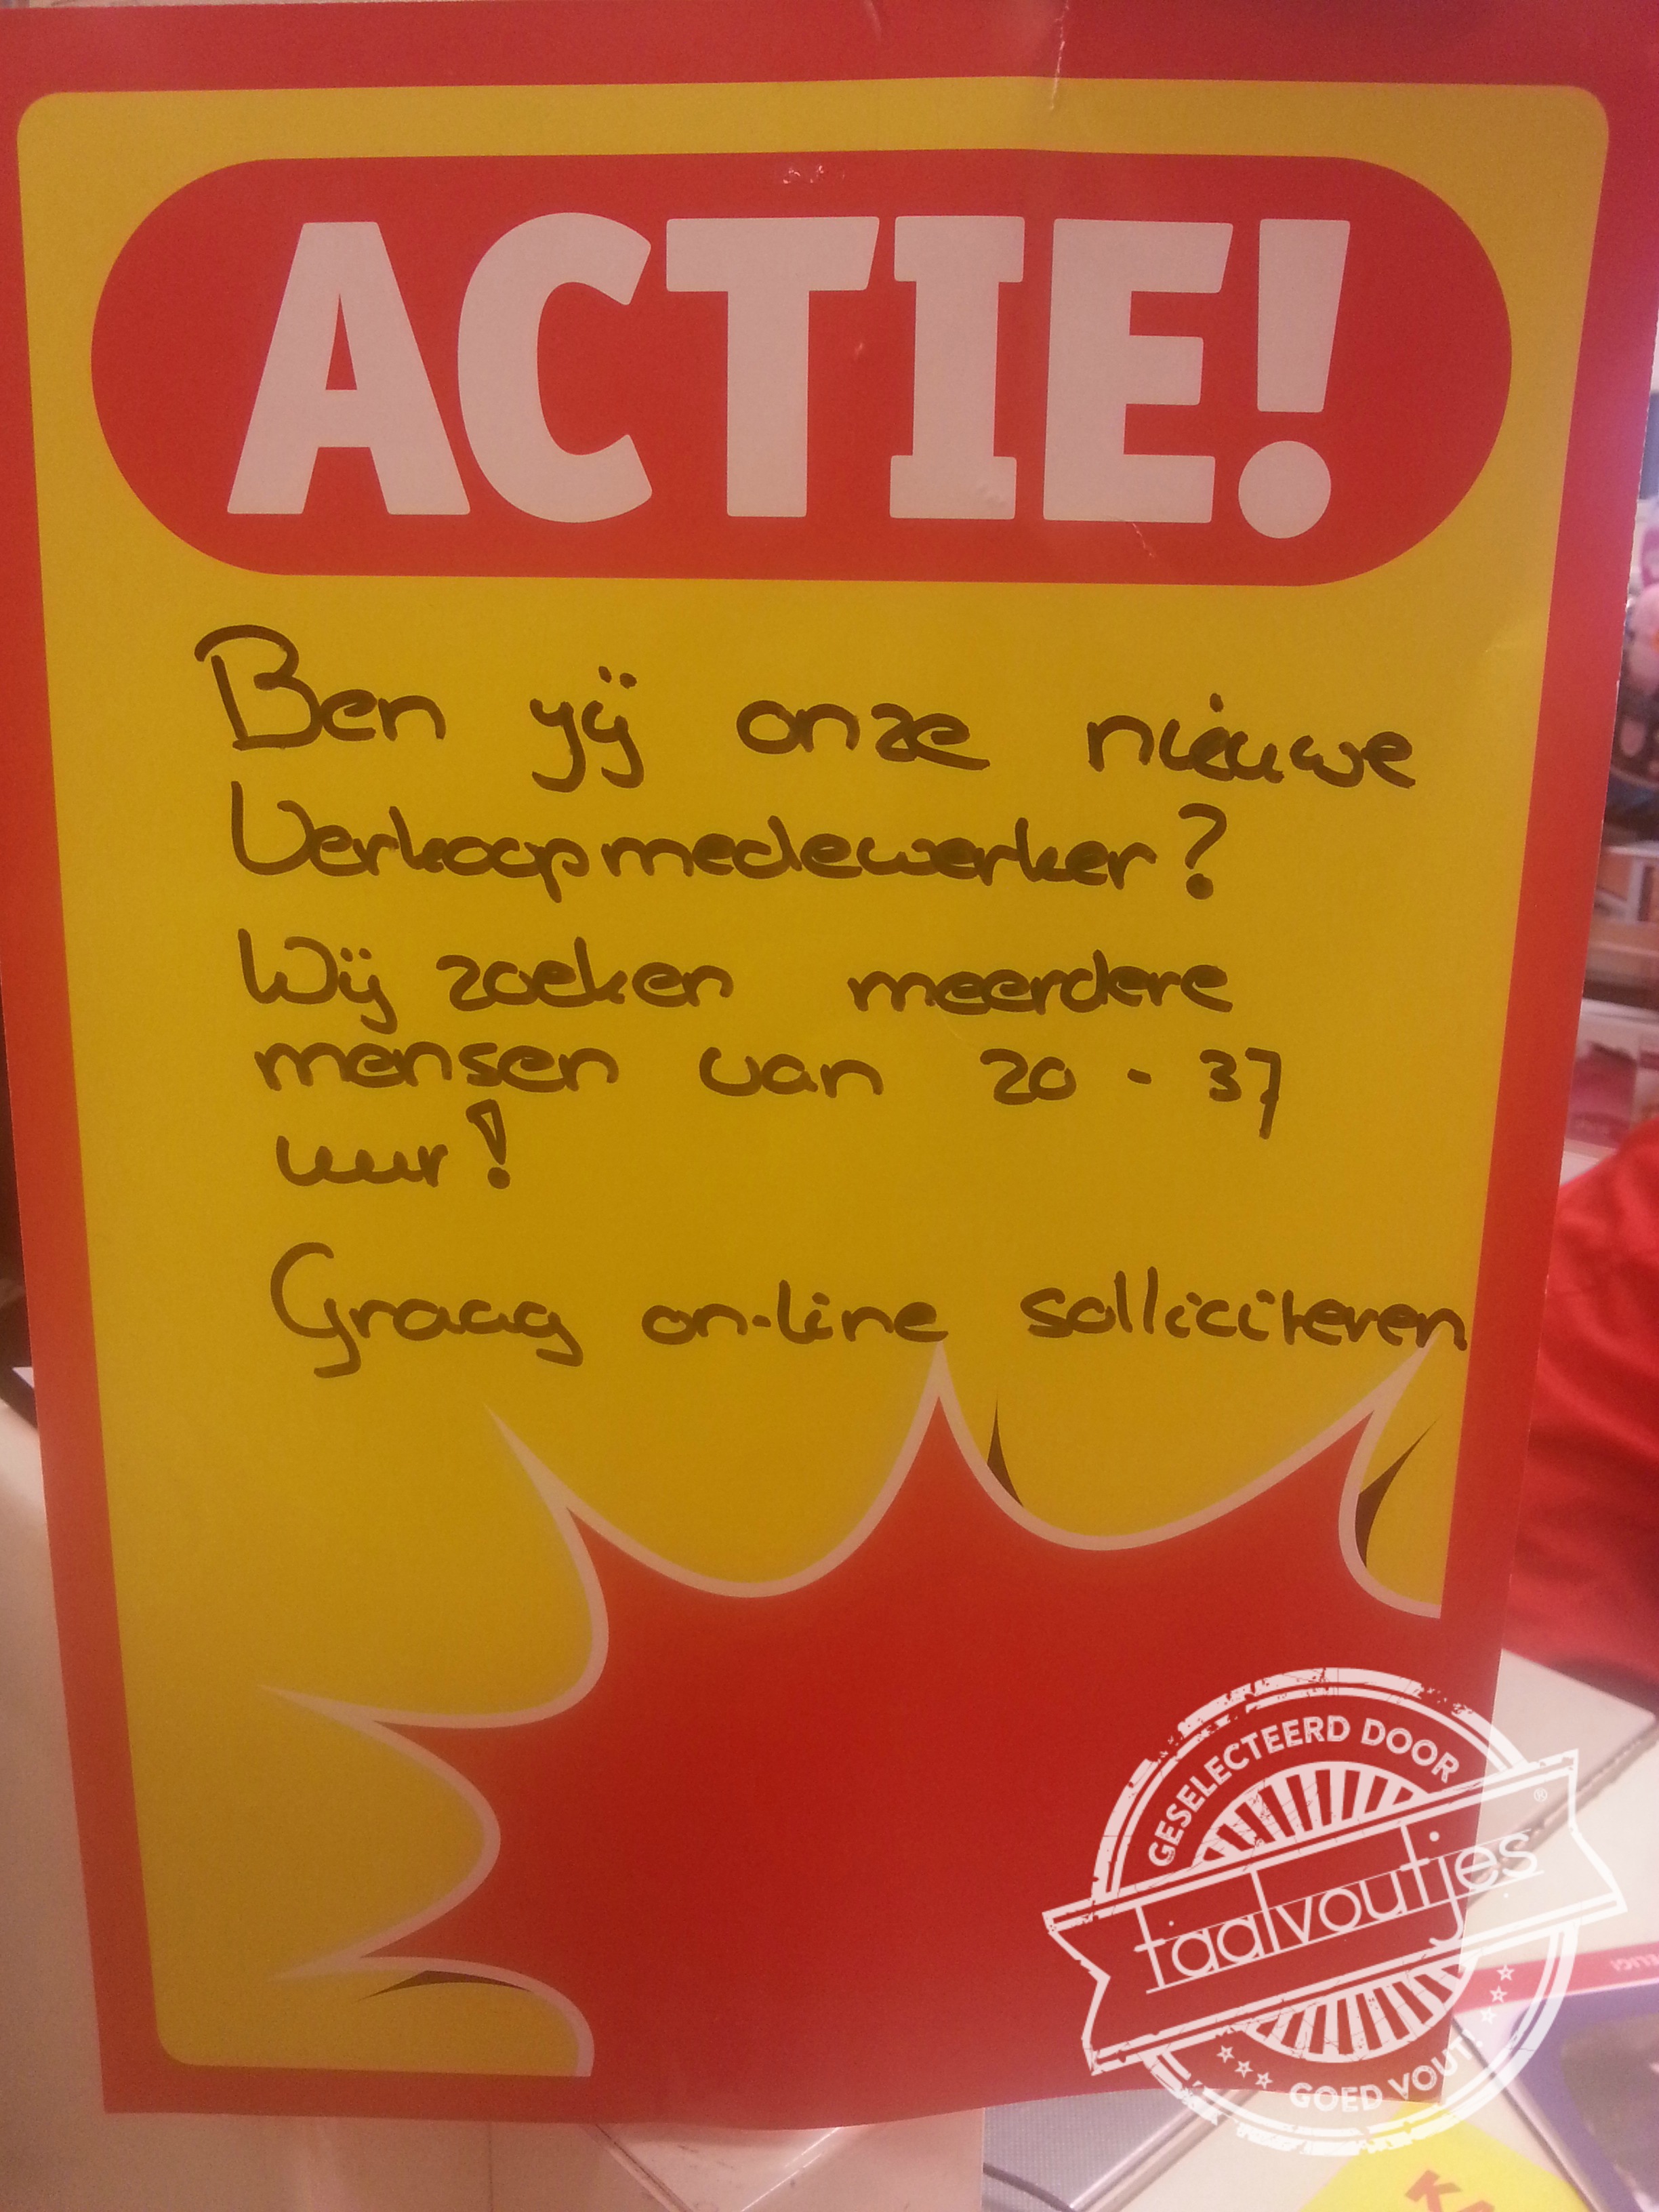 ACTIE!
Ben yij onze nieuwe
Verkoopmedewerker?
Wij zoeken meerdere
mensen van 20 - 37
uur!
Graag on-line solliciteren
GESELECTEERD DOOR
taalvoutjes®
GOED VOUT